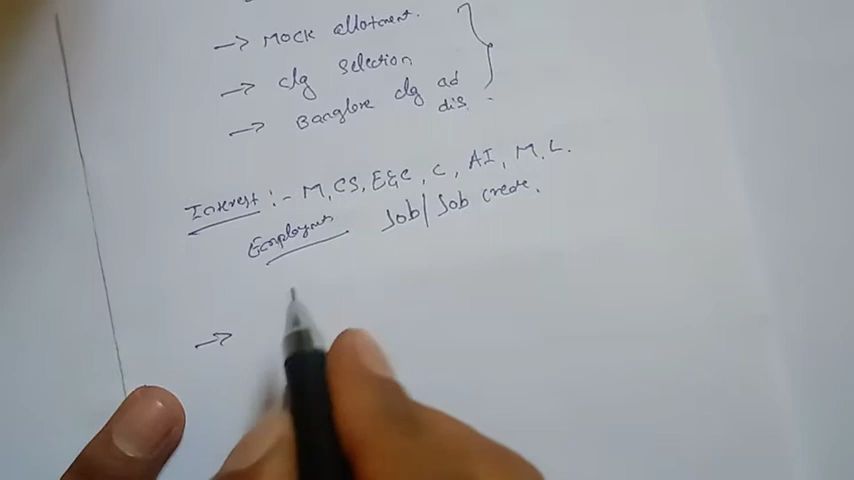 → Mock allotment.
→ clg selection
→ Banglore clg ad
dis.
Interest :- M, CS, E&C, C, AI, M.L.
Employment Job/Job create.
→